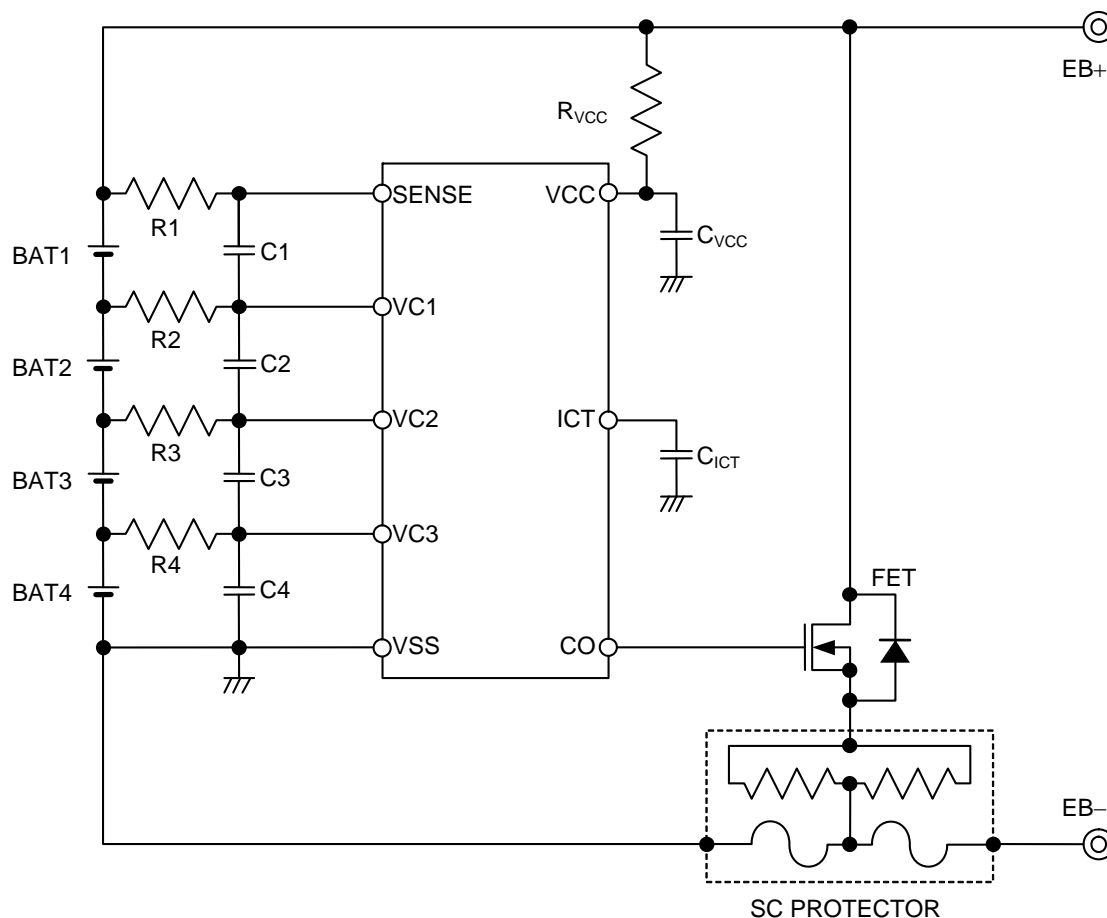 EB+
RVCC
SENSE
VCC
R1
BAT1
C1
CVCC
VC1
R2
BAT2
C2
VC2
ICT
R3
BAT3
C3
CICT
VC3
R4
BAT4
C4
FET
VSS
CO
EB−
SC PROTECTOR